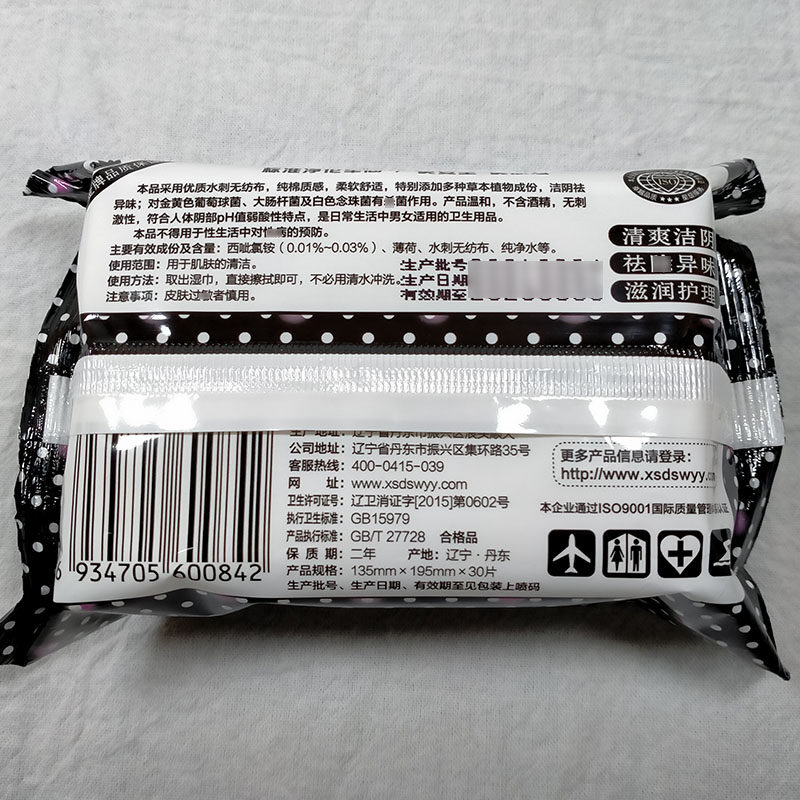 牌品质保
本品采用优质水刺无纺布，纯棉质感，柔软舒适，特别添加多种草本植物成份，洁阴祛
异味；对金黄色葡萄球菌、大肠杆菌及白色念珠菌有 菌作用。产品温和，不含酒精，无刺
激性，符合人体阴部pH值弱酸性特点，是日常生活中男女适用的卫生用品。
本品不得用于性生活中对性病的预防。
主要有效成份及含量：西吡氯铵（0.01%~0.03%）、薄荷、水刺无纺布、纯净水等。
使用范围：用于肌肤的清洁。
使用方法：取出湿巾，直接擦拭即可，不必用清水冲洗。
注意事项：皮肤过敏者慎用。
生产批号
生产日期
有效期至
ISO
清爽洁阴
祛 异味
滋润护理
公司地址：辽宁省丹东市振兴区集环路35号
客服热线：400-0415-039
网 址：www.xsdswyy.com
卫生许可证号：辽卫消证字[2015]第0602号
执行卫生标准：GB15979
执行产品标准：GB/T 27728 合格品
保 质 期：二年 产地：辽宁·丹东
产品规格：135mm×195mm×30片
生产批号、生产日期、有效期至见包装上喷码
更多产品信息请登录：
http://www.xsdswyy.
本企业通过ISO9001国际质量管理
6 934705 600842